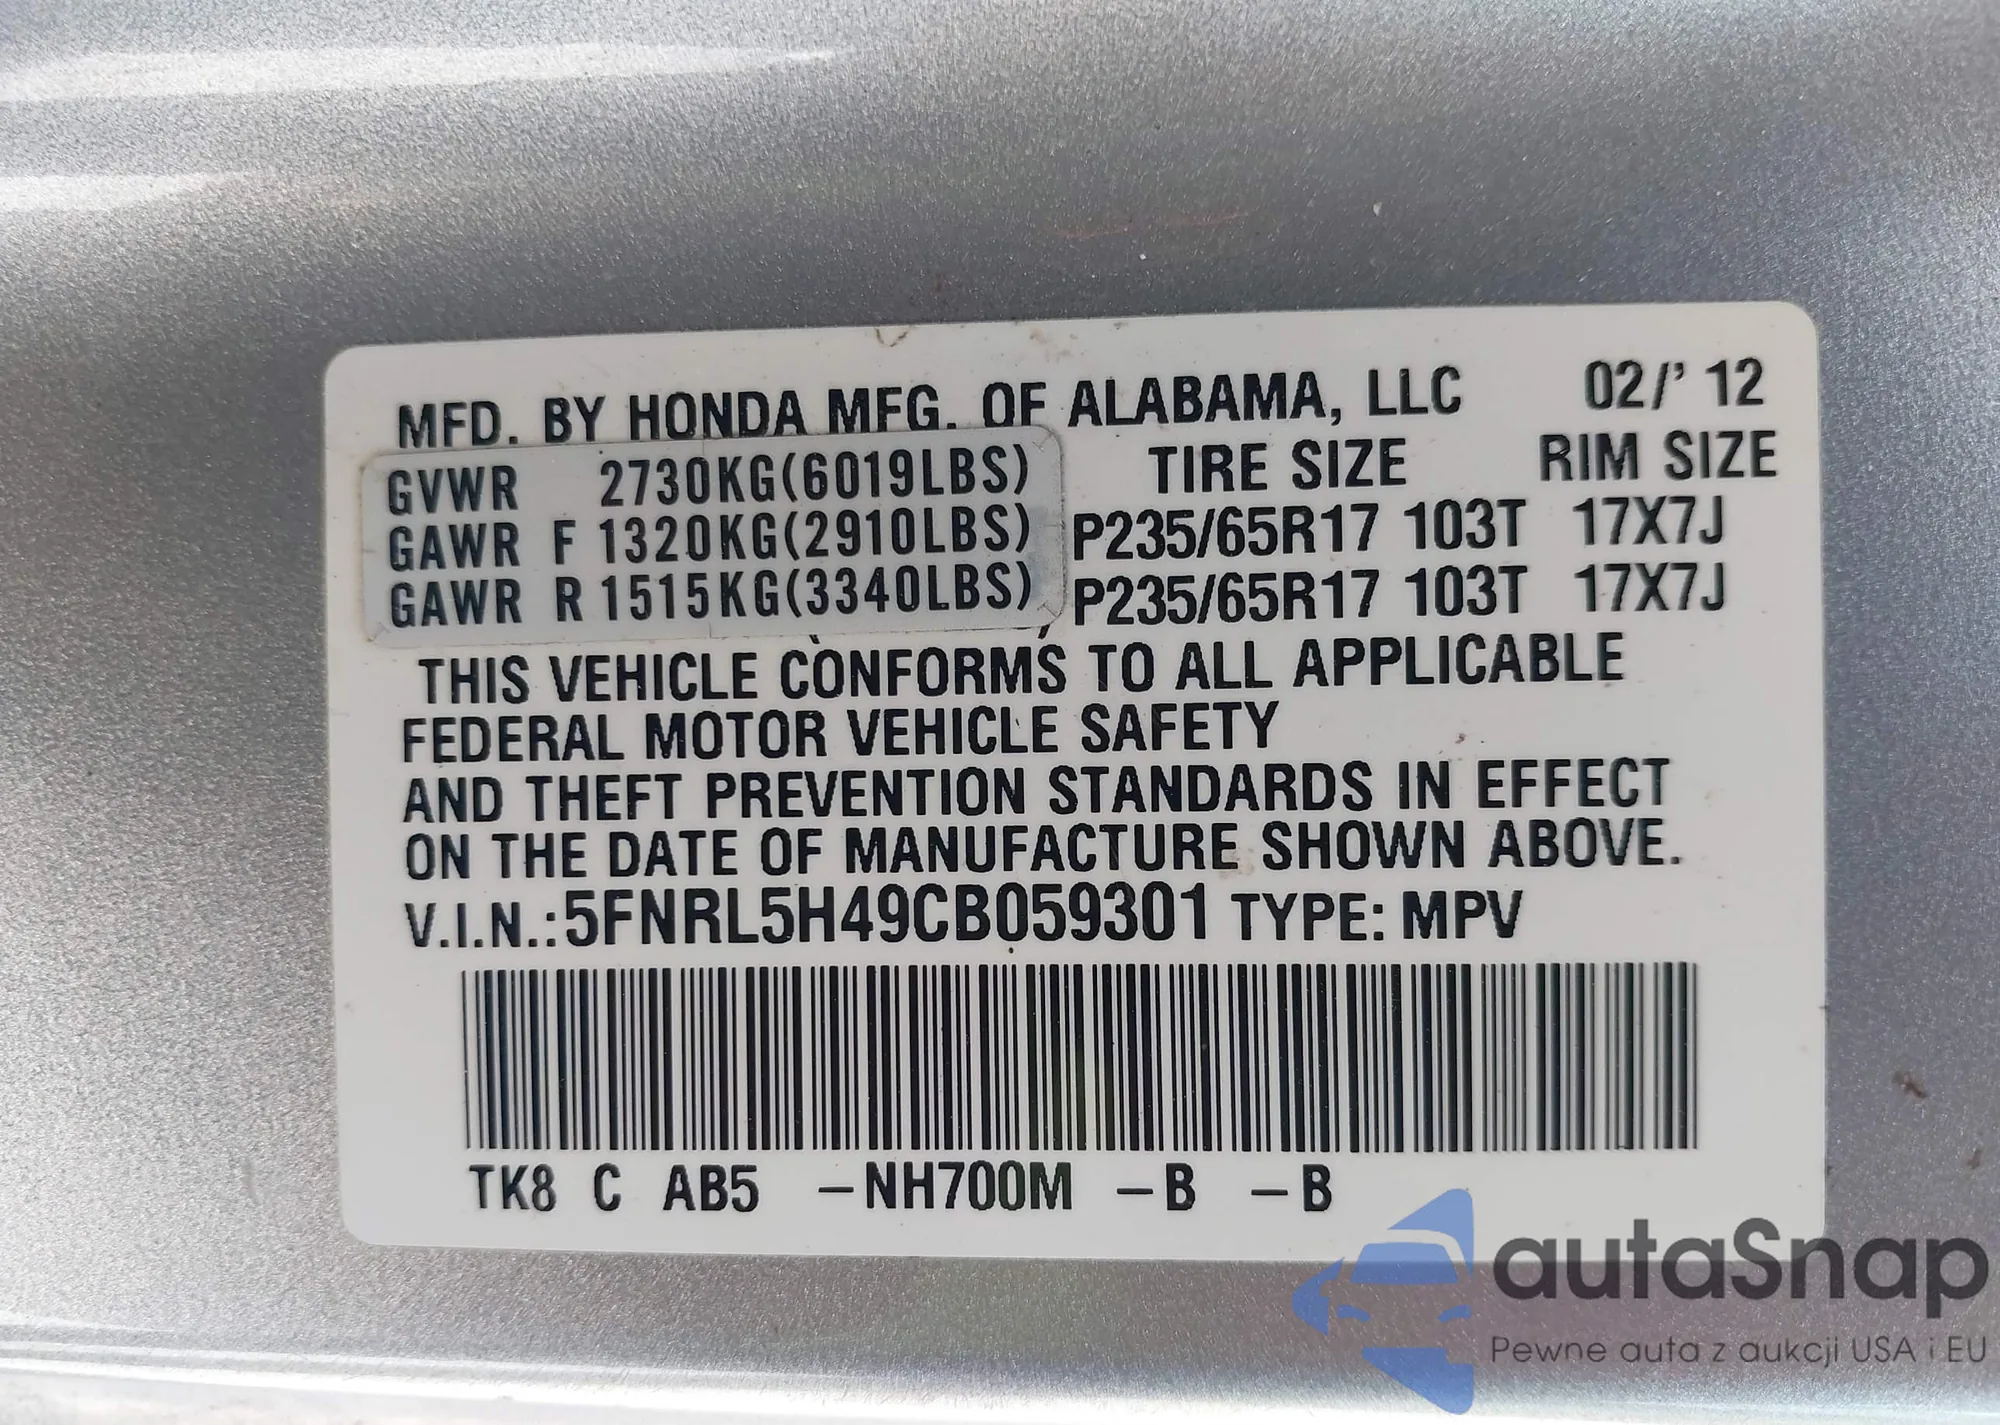 MFD. BY HONDA MFG. OF ALABAMA, LLC 02/' 12
GVWR 2730KG(6019LBS) TIRE SIZE RIM SIZE
GAWR F 1320KG(2910LBS) P235/65R17 103T 17X7J
GAWR R 1515KG(3340LBS) P235/65R17 103T 17X7J
THIS VEHICLE CONFORMS TO ALL APPLICABLE
FEDERAL MOTOR VEHICLE SAFETY
AND THEFT PREVENTION STANDARDS IN EFFECT
ON THE DATE OF MANUFACTURE SHOWN ABOVE.
V.I.N.:5FNRL5H49CB059301 TYPE: MPV
TK8 C AB5 –NH700M –B –B
autaSnap
Pewne auta z aukcji USA i EU